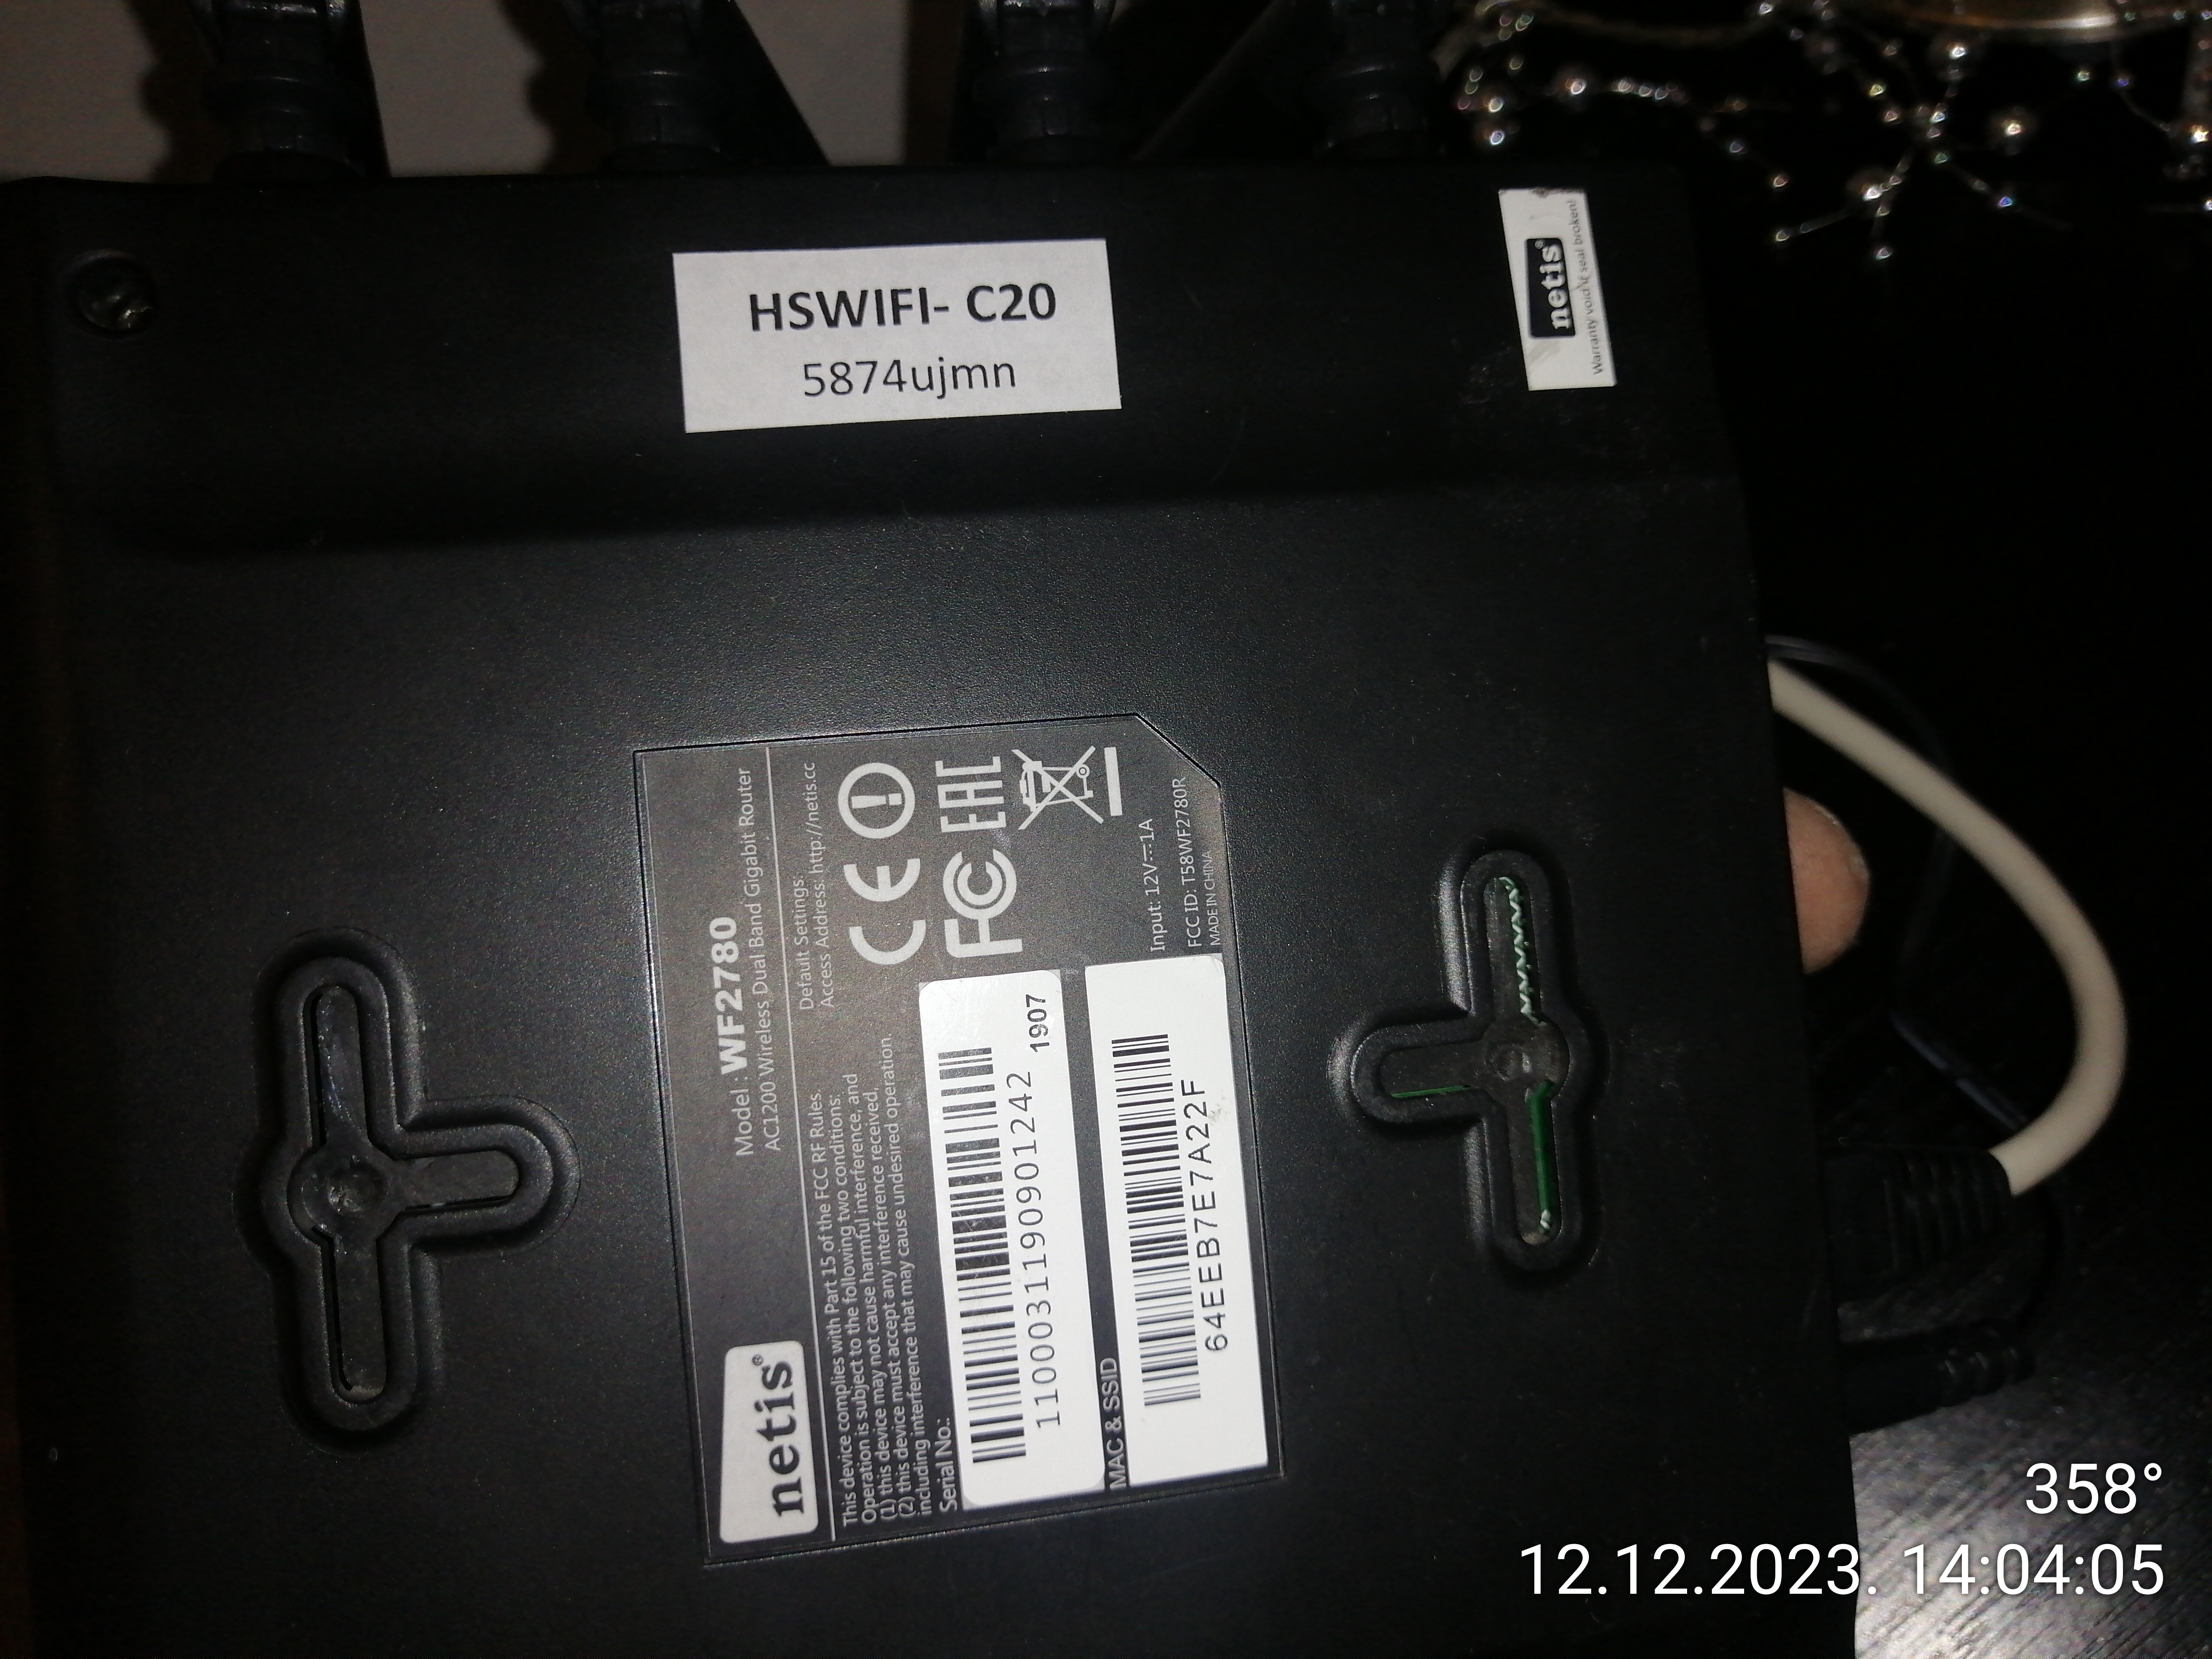 HSWIFI- C20
5874ujmn
netis®
Warranty void if seal broken!
netis®
Model : WF2780
AC1200 Wireless Dual Band Gigabit Router
This device complies with Part 15 of the FCC RF Rules.
Operation is subject to the following two conditions:
(1) this device may not cause harmful interference, and
(2) this device must accept any interference received,
including interference that may cause undesired operation.
Default Settings:
Access Address: http://netis.cc
CE
FC
EAC
Serial No.:
1100031190901242
1907
MAC & SSID
64EEB7E7A22F
Input: 12V⎓1A
FCC ID: T58WF2780R
MADE IN CHINA
358°
12.12.2023. 14:04:05